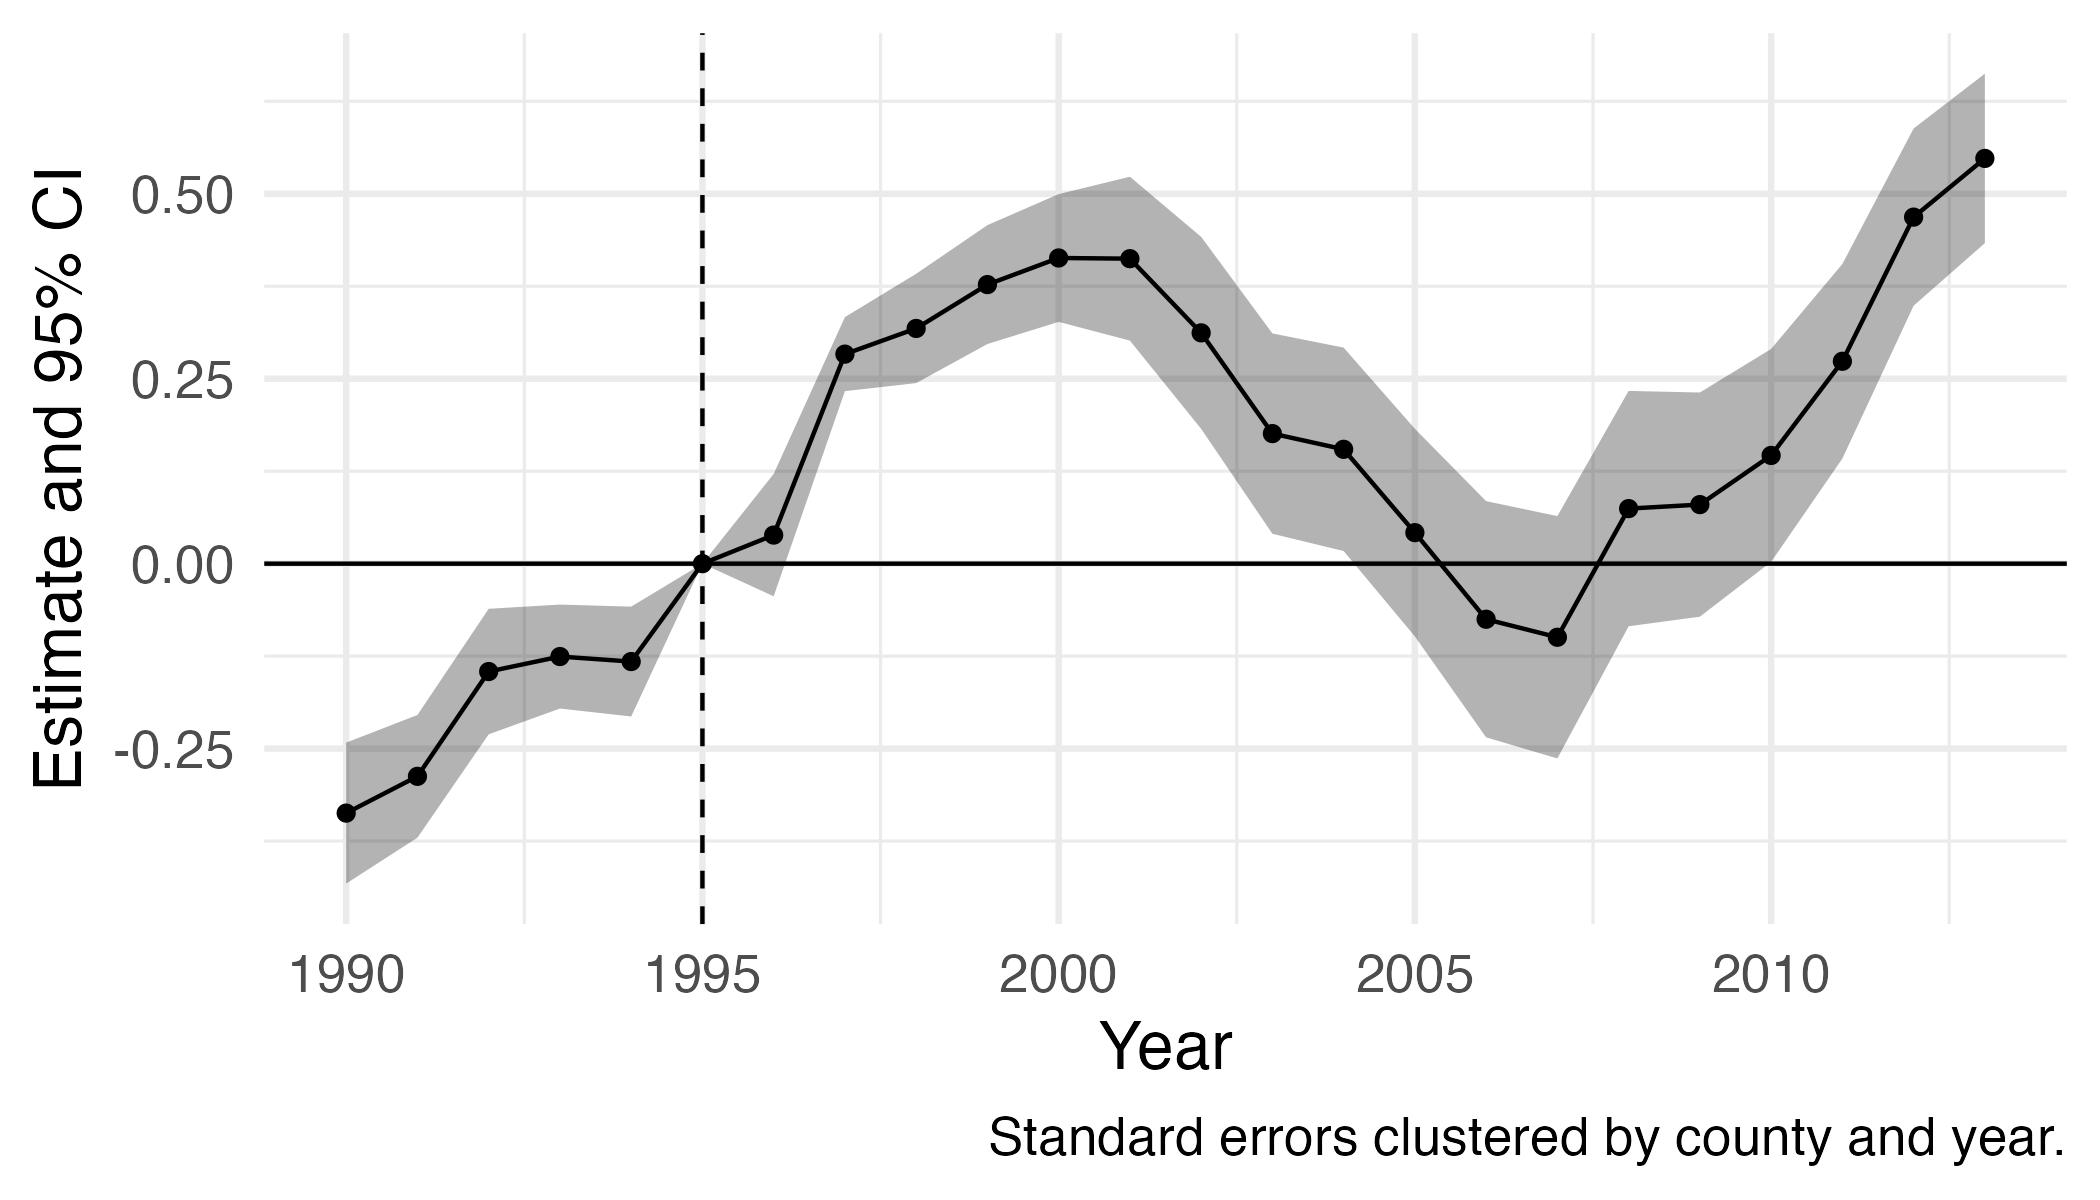 Estimate and 95% CI
0.50
0.25
0.00
-0.25
1990 1995 2000 2005 2010
Year
Standard errors clustered by county and year.